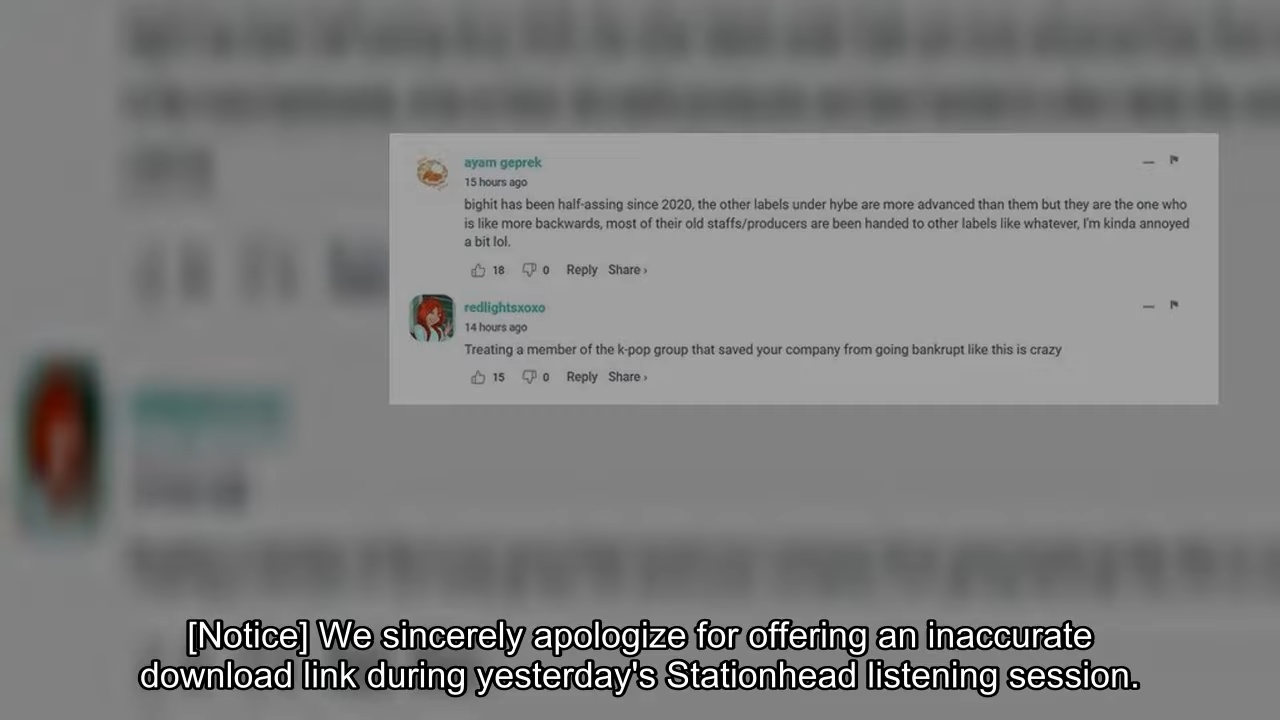 ayam geprek
15 hours ago
bighit has been half-assing since 2020, the other labels under hybe are more advanced than them but they are the one who
is like more backwards, most of their old staffs/producers are been handed to other labels like whatever, I'm kinda annoyed
a bit lol.
18 0 Reply Share ›
redlightsxoxo
14 hours ago
Treating a member of the k-pop group that saved your company from going bankrupt like this is crazy
15 0 Reply Share ›
[Notice] We sincerely apologize for offering an inaccurate
download link during yesterday's Stationhead listening session.